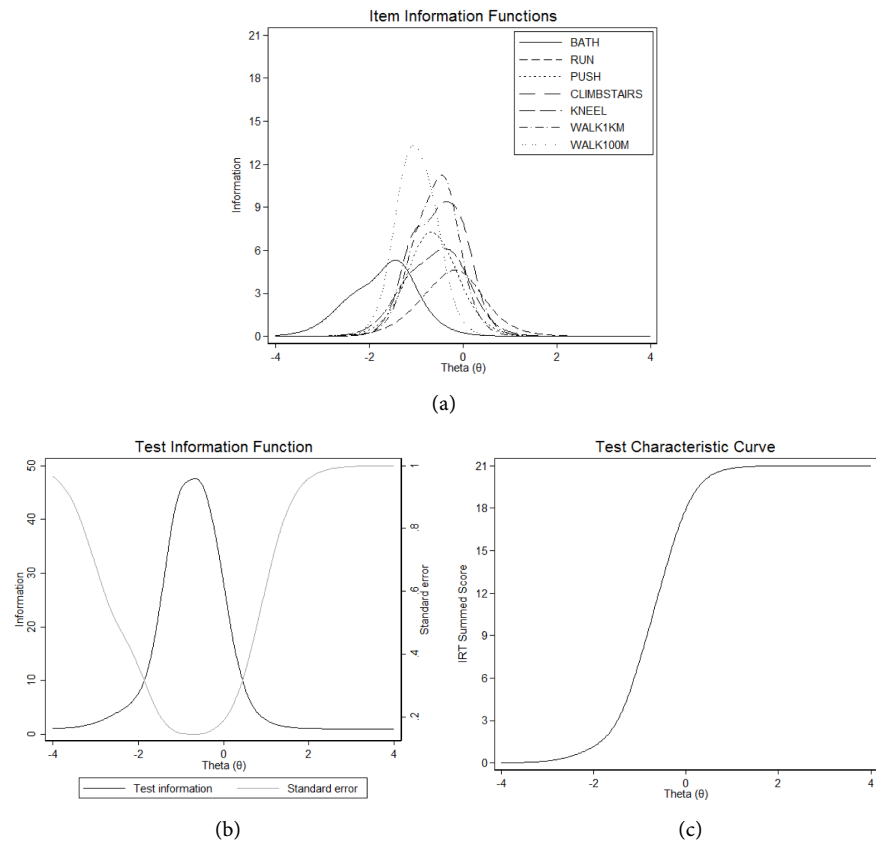 Item Information Functions
21
18
15
12
9
6
3
0
Information
BATH
RUN
PUSH
CLIMBSTAIRS
KNEEL
WALK1KM
WALK100M
-4 -2 0 2 4
Theta (θ)
(a)
Test Information Function
50
40
30
20
10
0
Information
1
.8
.6
.4
.2
Standard error
-4 -2 0 2 4
Theta (θ)
Test information Standard error
(b)
Test Characteristic Curve
21
18
15
12
9
6
3
0
IRT Summed Score
-4 -2 0 2 4
Theta (θ)
(c)